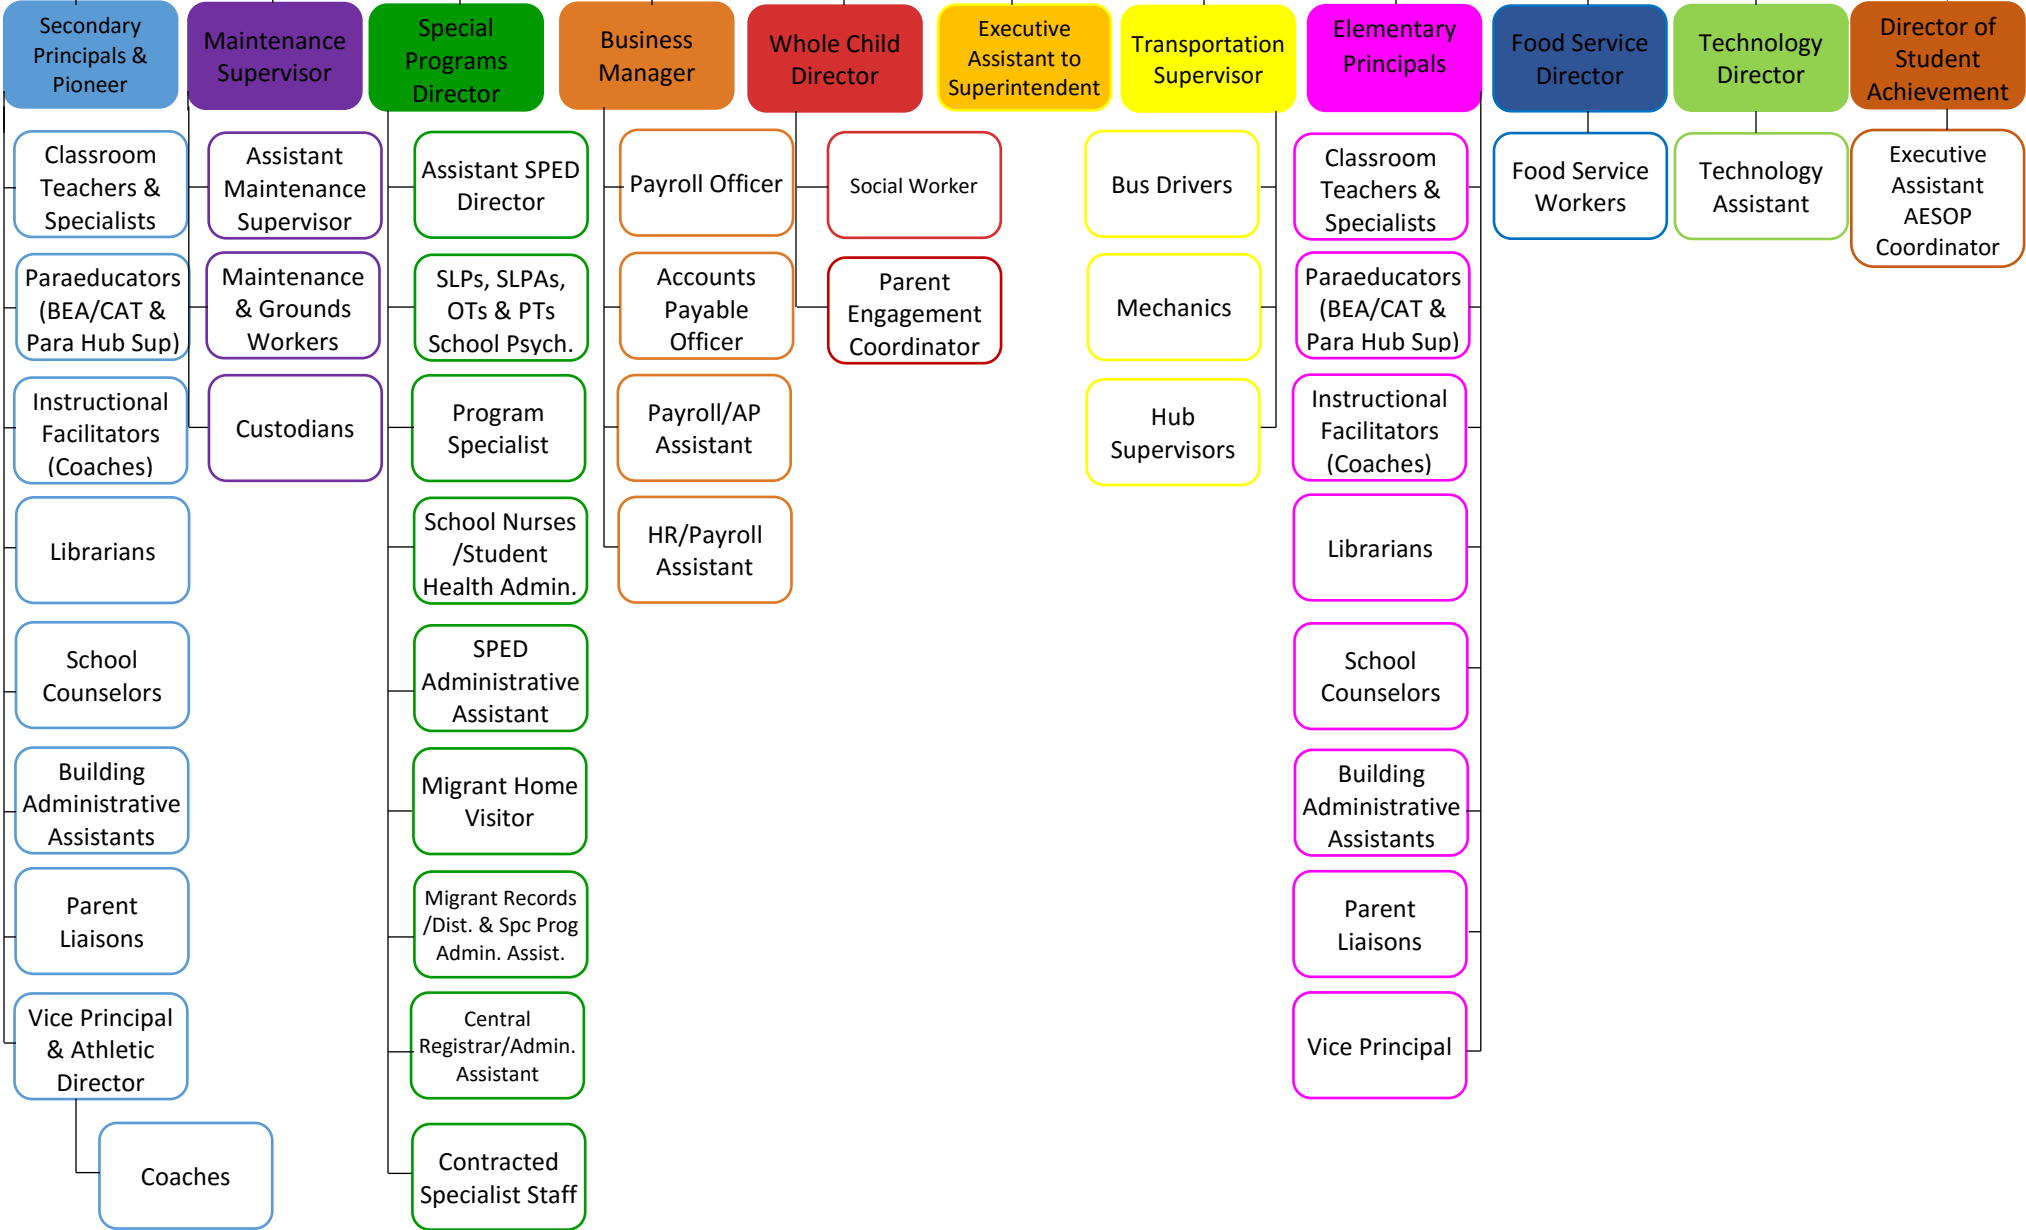 Secondary
Principals &
Pioneer
Maintenance
Supervisor
Special
Programs
Director
Business
Manager
Whole Child
Director
Executive
Assistant to
Superintendent
Transportation
Supervisor
Elementary
Principals
Food Service
Director
Technology
Director
Director of
Student
Achievement
Classroom
Teachers &
Specialists
Paraeducators
(BEA/CAT &
Para Hub Sup)
Instructional
Facilitators
(Coaches)
Librarians
School
Counselors
Building
Administrative
Assistants
Parent
Liaisons
Vice Principal
& Athletic
Director
Coaches
Assistant
Maintenance
Supervisor
Maintenance
& Grounds
Workers
Custodians
Assistant SPED
Director
SLPs, SLPAs,
OTs & PTs
School Psych.
Program
Specialist
School Nurses
/Student
Health Admin.
SPED
Administrative
Assistant
Migrant Home
Visitor
Migrant Records
/Dist. & Spc Prog
Admin. Assist.
Central
Registrar/Admin.
Assistant
Contracted
Specialist Staff
Payroll Officer
Accounts
Payable
Officer
Payroll/AP
Assistant
HR/Payroll
Assistant
Social Worker
Parent
Engagement
Coordinator
Bus Drivers
Mechanics
Hub
Supervisors
Classroom
Teachers &
Specialists
Paraeducators
(BEA/CAT &
Para Hub Sup)
Instructional
Facilitators
(Coaches)
Librarians
School
Counselors
Building
Administrative
Assistants
Parent
Liaisons
Vice Principal
Food Service
Workers
Technology
Assistant
Executive
Assistant
AESOP
Coordinator